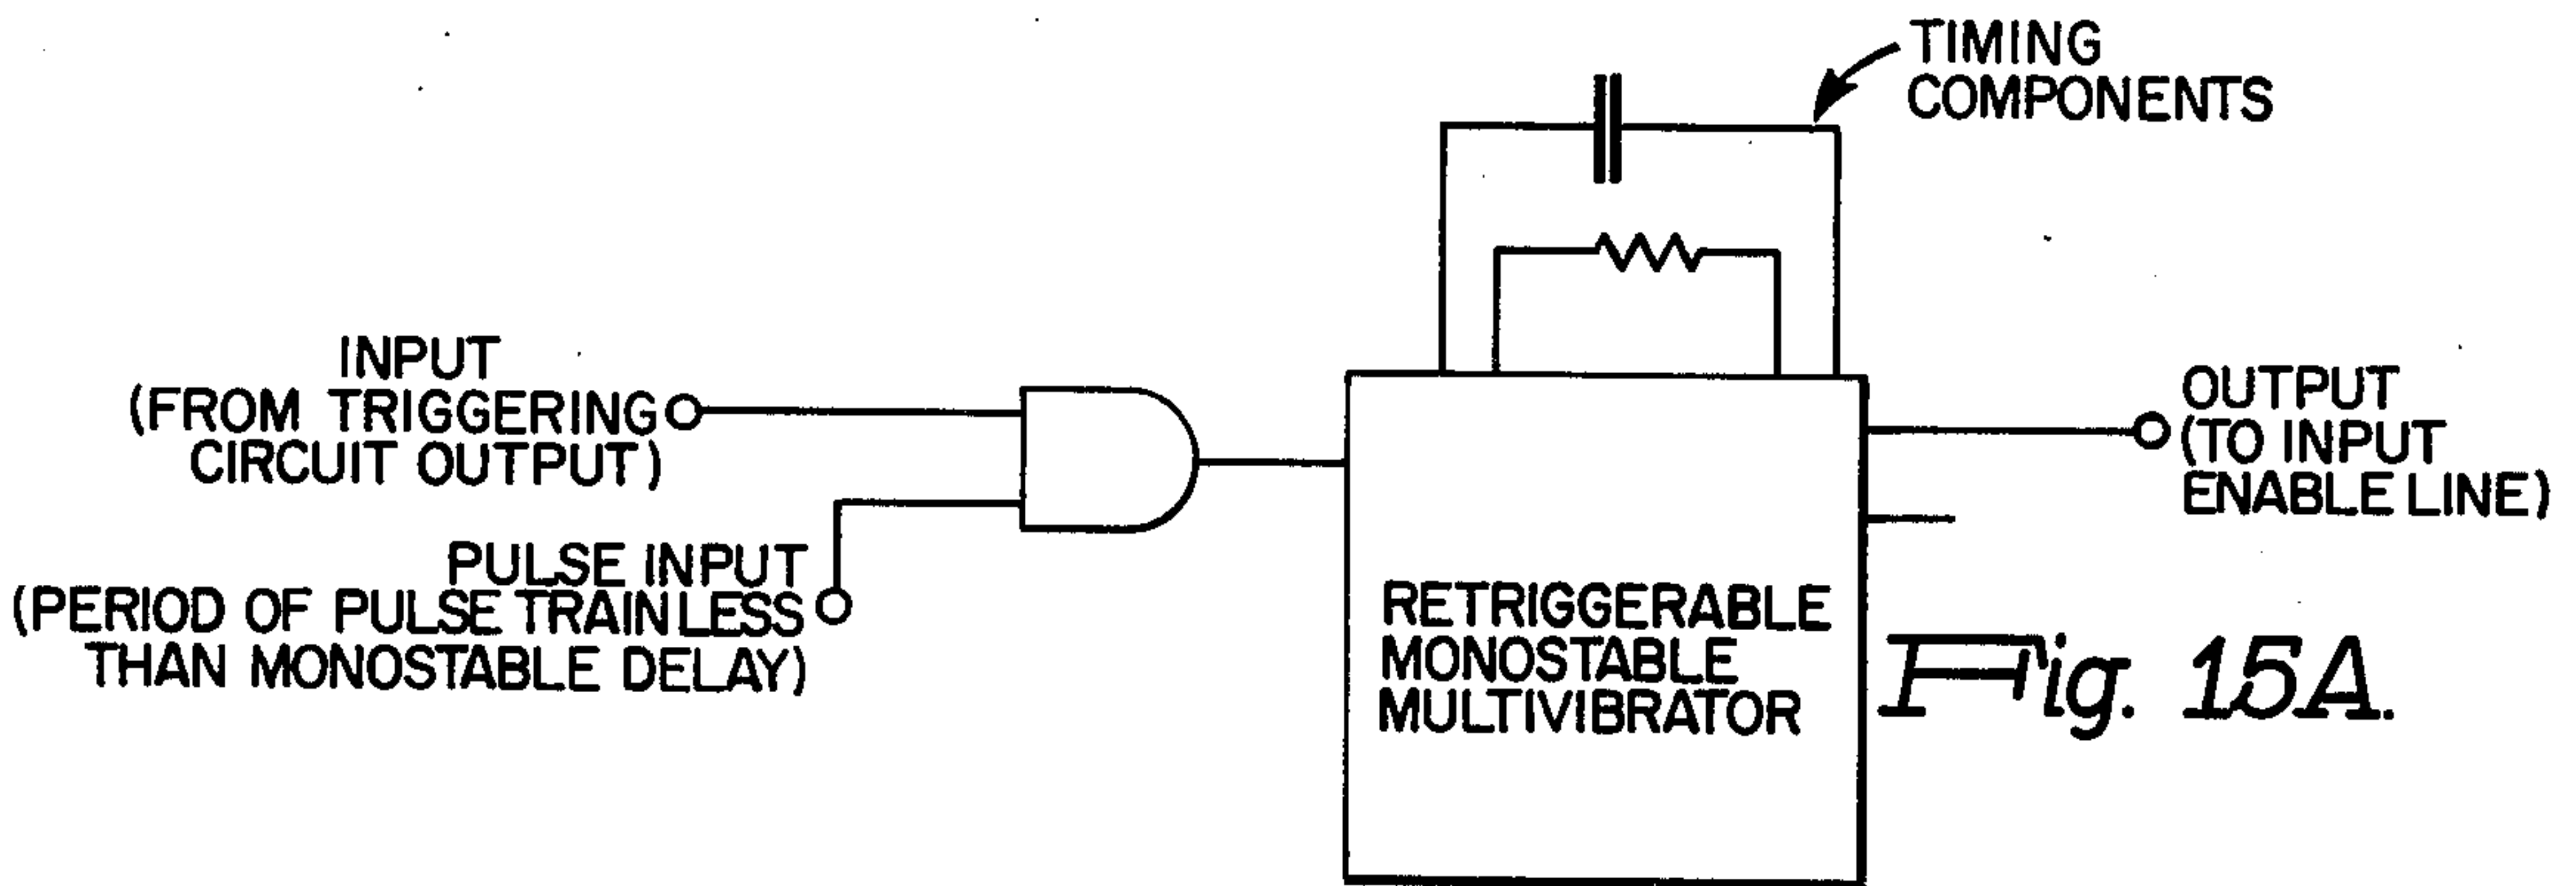 TIMING
COMPONENTS
INPUT
(FROM TRIGGERING
CIRCUIT OUTPUT)
PULSE INPUT
(PERIOD OF PULSE TRAIN LESS
THAN MONOSTABLE DELAY)
RETRIGGERABLE
MONOSTABLE
MULTIVIBRATOR
OUTPUT
(TO INPUT
ENABLE LINE)
Fig. 15A.